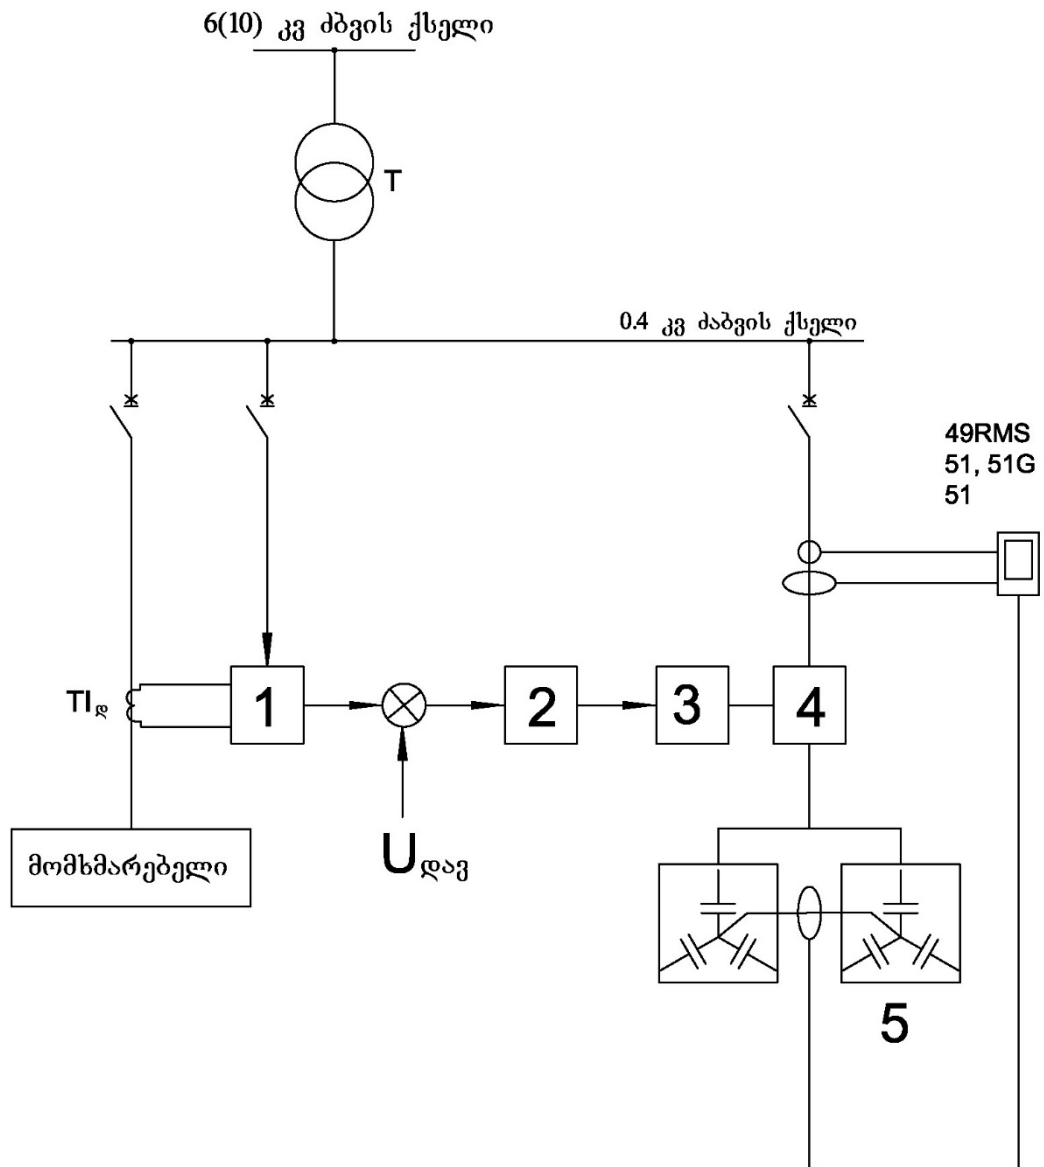 6(10) კვ ძბვის ქსელი
T
0.4 კვ ძაბვის ქსელი
49RMS
51, 51G
51
TIდ
1
2
3
4
Uდავ
მომხმარებელი
5